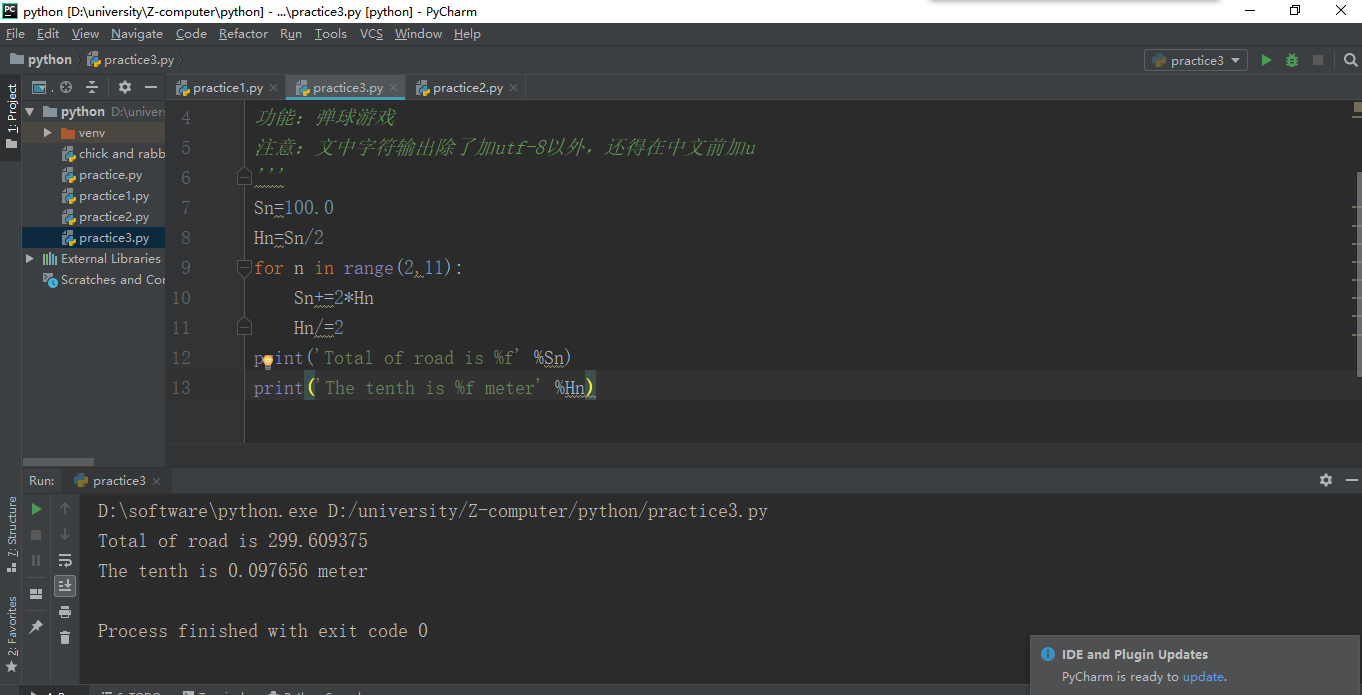 python [D:\university\Z-computer\python] - ...\practice3.py [python] - PyCharm
File Edit View Navigate Code Refactor Run Tools VCS Window Help
python practice3.py practice3
1: Project
practice1.py practice3.py practice2.py
python D:\univers
venv
chick and rabb
practice.py
practice1.py
practice2.py
practice3.py
External Libraries
Scratches and Cor
4 功能：弹球游戏
5 注意：文中字符输出除了加utf-8以外，还得在中文前加u
6 '''
7 Sn=100.0
8 Hn=Sn/2
9 for n in range(2,11):
10 Sn+=2*Hn
11 Hn/=2
12 print('Total of road is %f' %Sn)
13 print('The tenth is %f meter' %Hn)
Run: practice3
D:\software\python.exe D:/university/Z-computer/python/practice3.py
Total of road is 299.609375
The tenth is 0.097656 meter
Process finished with exit code 0
7: Structure
2: Favorites
IDE and Plugin Updates
PyCharm is ready to update.